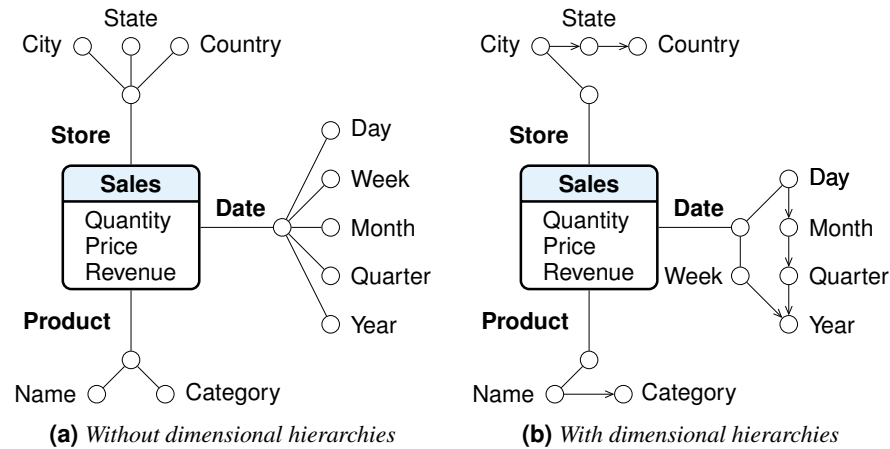 State
City
Country
Store
Sales
Quantity
Price
Revenue
Date
Day
Week
Month
Quarter
Year
Product
Name
Category
(a) Without dimensional hierarchies
State
City
Country
Store
Sales
Quantity
Price
Revenue
Date
Day
Month
Week
Quarter
Year
Product
Name
Category
(b) With dimensional hierarchies